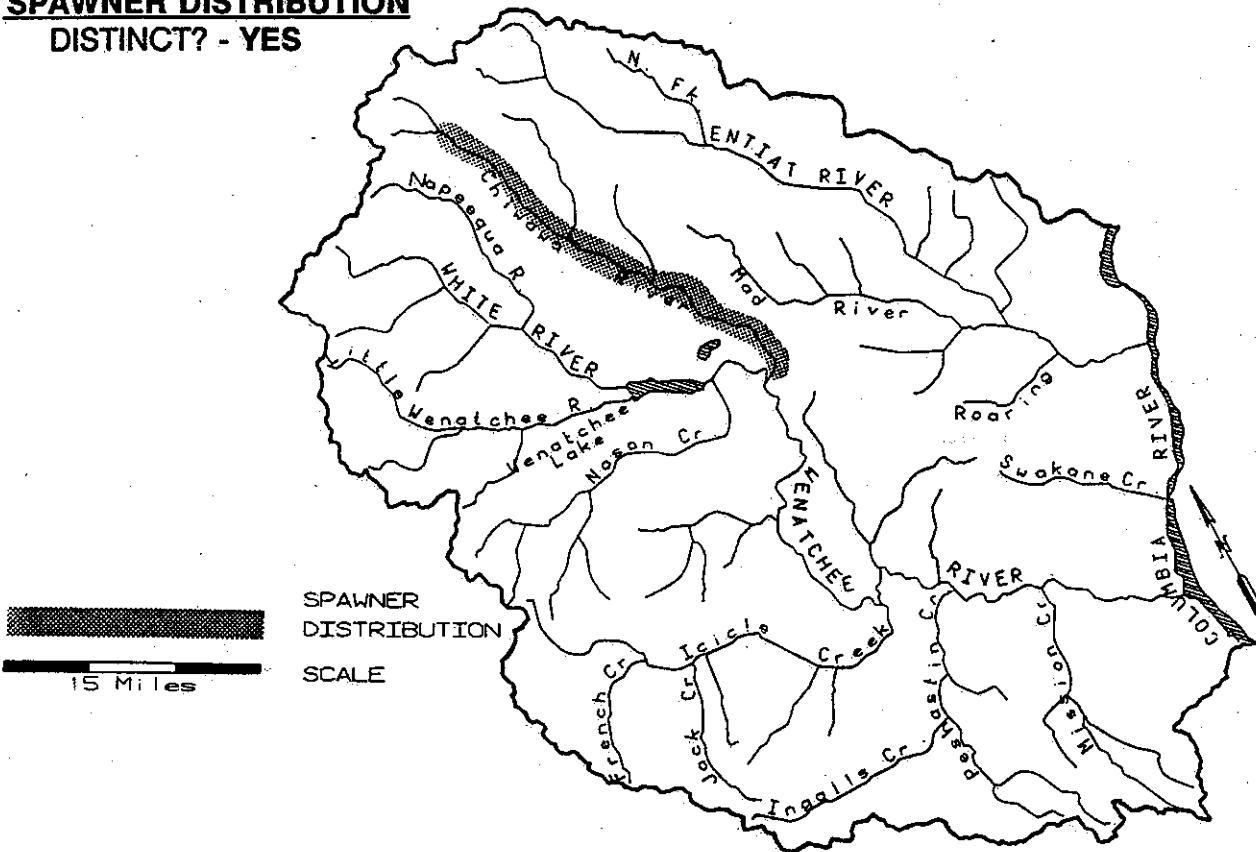 SPAWNER DISTRIBUTION
DISTINCT? - YES
N. Fk
ENTIAT RIVER
Napeequa R.
Chiwawa River
WHITE RIVER
Mad River
Little Wenatchee R.
Wenatchee
Lake
Nason Cr
Roaring
Swakane Cr
COLUMBIA RIVER
N
WENATCHEE RIVER
SPAWNER
DISTRIBUTION
15 Miles
SCALE
Icicle Creek
French Cr
Jack Cr
Ingalls Cr.
Peshastin Cr
Mission Cr